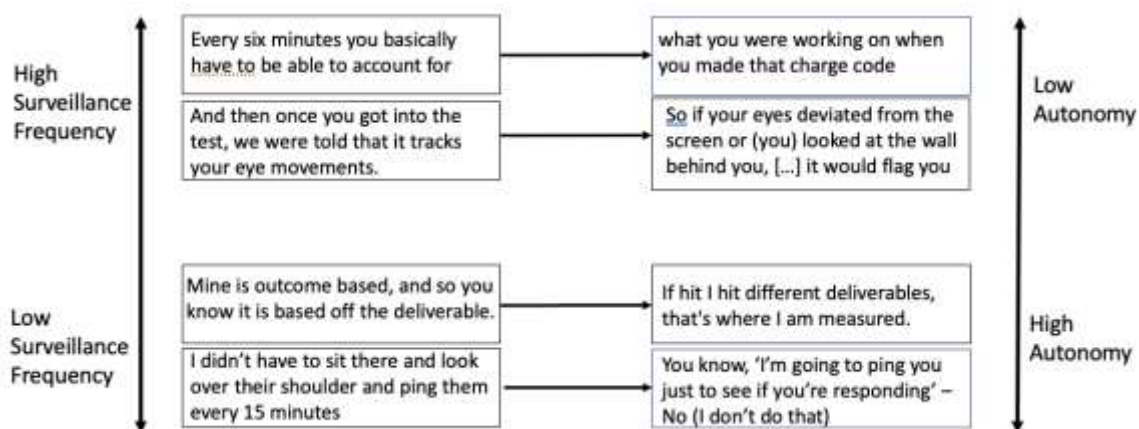 High
Surveillance
Frequency
Every six minutes you basically
have to be able to account for
what you were working on when
you made that charge code
Low
Autonomy
And then once you got into the
test, we were told that it tracks
your eye movements.
So if your eyes deviated from the
screen or (you) looked at the wall
behind you, [...] it would flag you
Low
Surveillance
Frequency
Mine is outcome based, and so you
know it is based off the deliverable.
If hit I hit different deliverables,
that's where I am measured.
High
Autonomy
I didn't have to sit there and look
over their shoulder and ping them
every 15 minutes
You know, ‘I'm going to ping you
just to see if you're responding’ –
No (I don't do that)